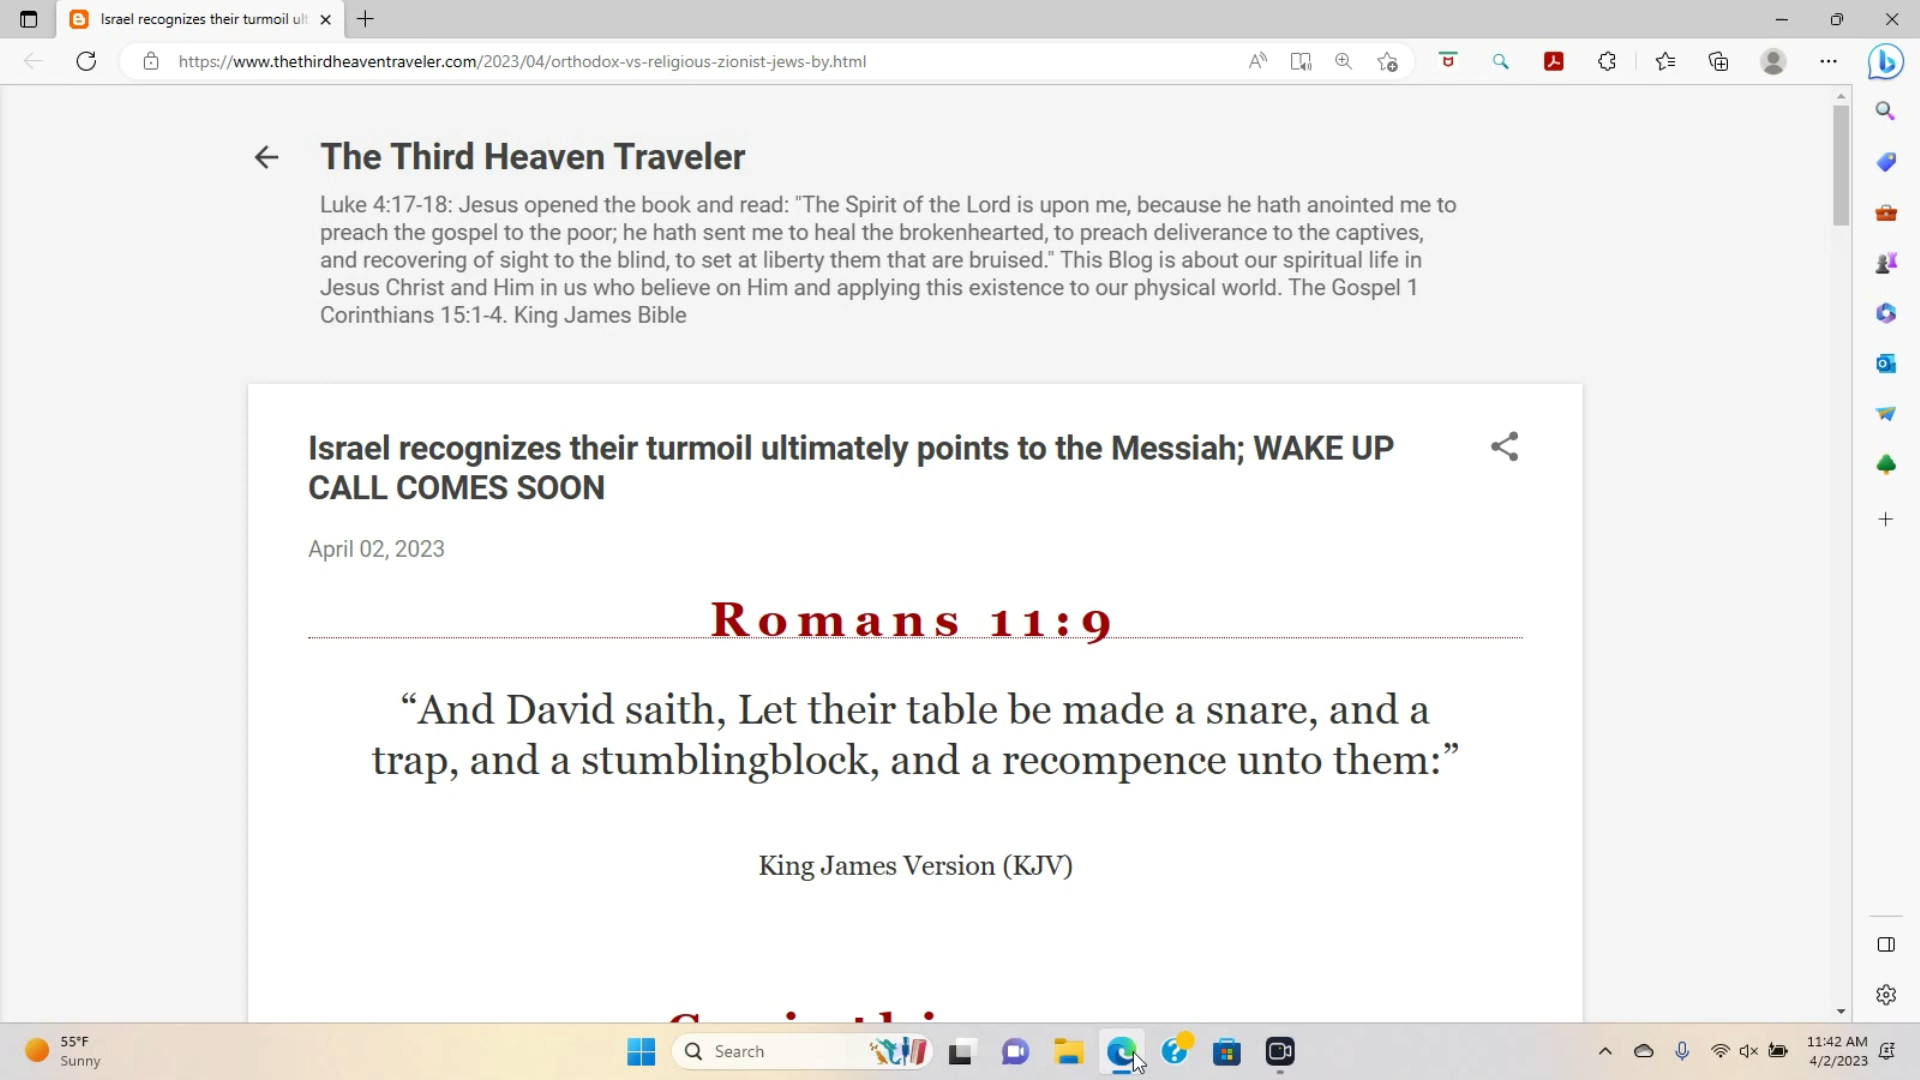 Israel recognizes their turmoil ult
https://www.thethirdheaventraveler.com/2023/04/orthodox-vs-religious-zionist-jews-by.html
The Third Heaven Traveler
Luke 4:17-18: Jesus opened the book and read: "The Spirit of the Lord is upon me, because he hath anointed me to
preach the gospel to the poor; he hath sent me to heal the brokenhearted, to preach deliverance to the captives,
and recovering of sight to the blind, to set at liberty them that are bruised." This Blog is about our spiritual life in
Jesus Christ and Him in us who believe on Him and applying this existence to our physical world. The Gospel 1
Corinthians 15:1-4. King James Bible
Israel recognizes their turmoil ultimately points to the Messiah; WAKE UP
CALL COMES SOON
April 02, 2023
Romans 11:9
“And David saith, Let their table be made a snare, and a
trap, and a stumblingblock, and a recompence unto them:”
King James Version (KJV)
55°F
Sunny
Search
11:42 AM
4/2/2023